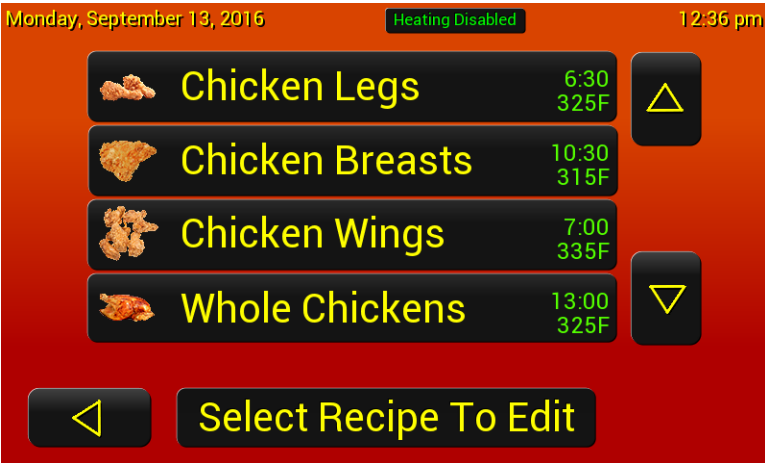 Monday, September 13, 2016 Heating Disabled 12:36 pm
Chicken Legs 6:30 325F
Chicken Breasts 10:30 315F
Chicken Wings 7:00 335F
Whole Chickens 13:00 325F
Select Recipe To Edit